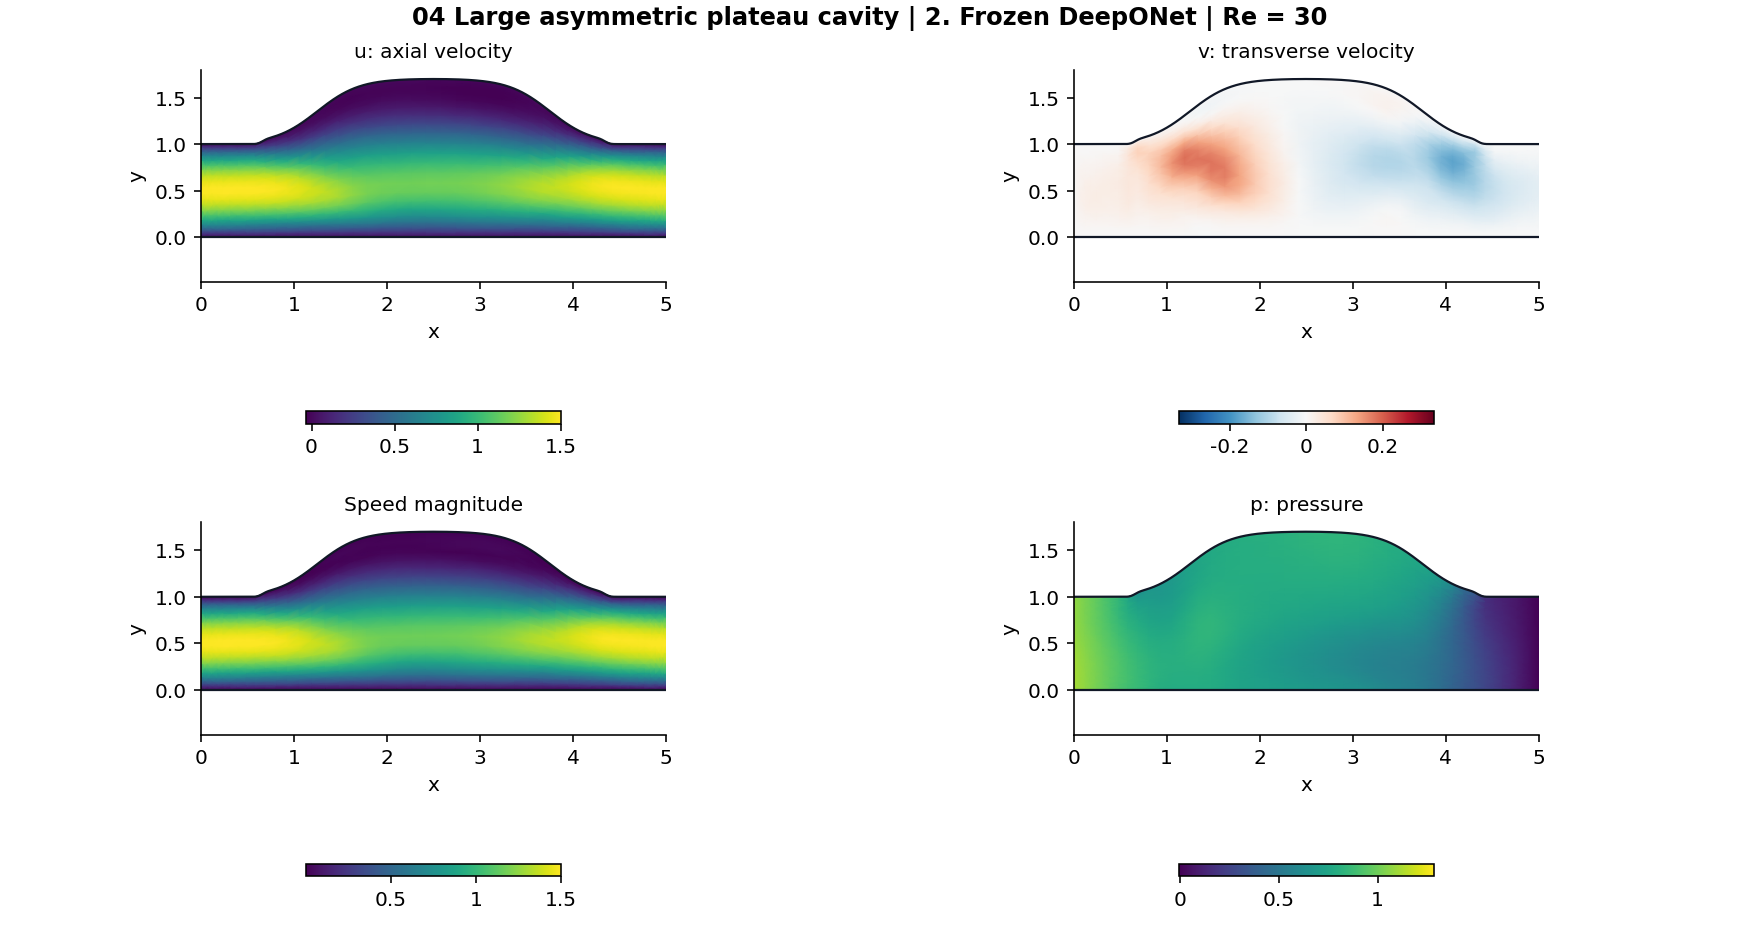 04 Large asymmetric plateau cavity | 2. Frozen DeepONet | Re = 30
u: axial velocity
1.5
1.0
0.5
0.0
y
0 1 2 3 4 5
x
0 0.5 1 1.5
v: transverse velocity
1.5
1.0
0.5
0.0
y
0 1 2 3 4 5
x
-0.2 0 0.2
Speed magnitude
1.5
1.0
0.5
0.0
y
0 1 2 3 4 5
x
0.5 1 1.5
p: pressure
1.5
1.0
0.5
0.0
y
0 1 2 3 4 5
x
0 0.5 1